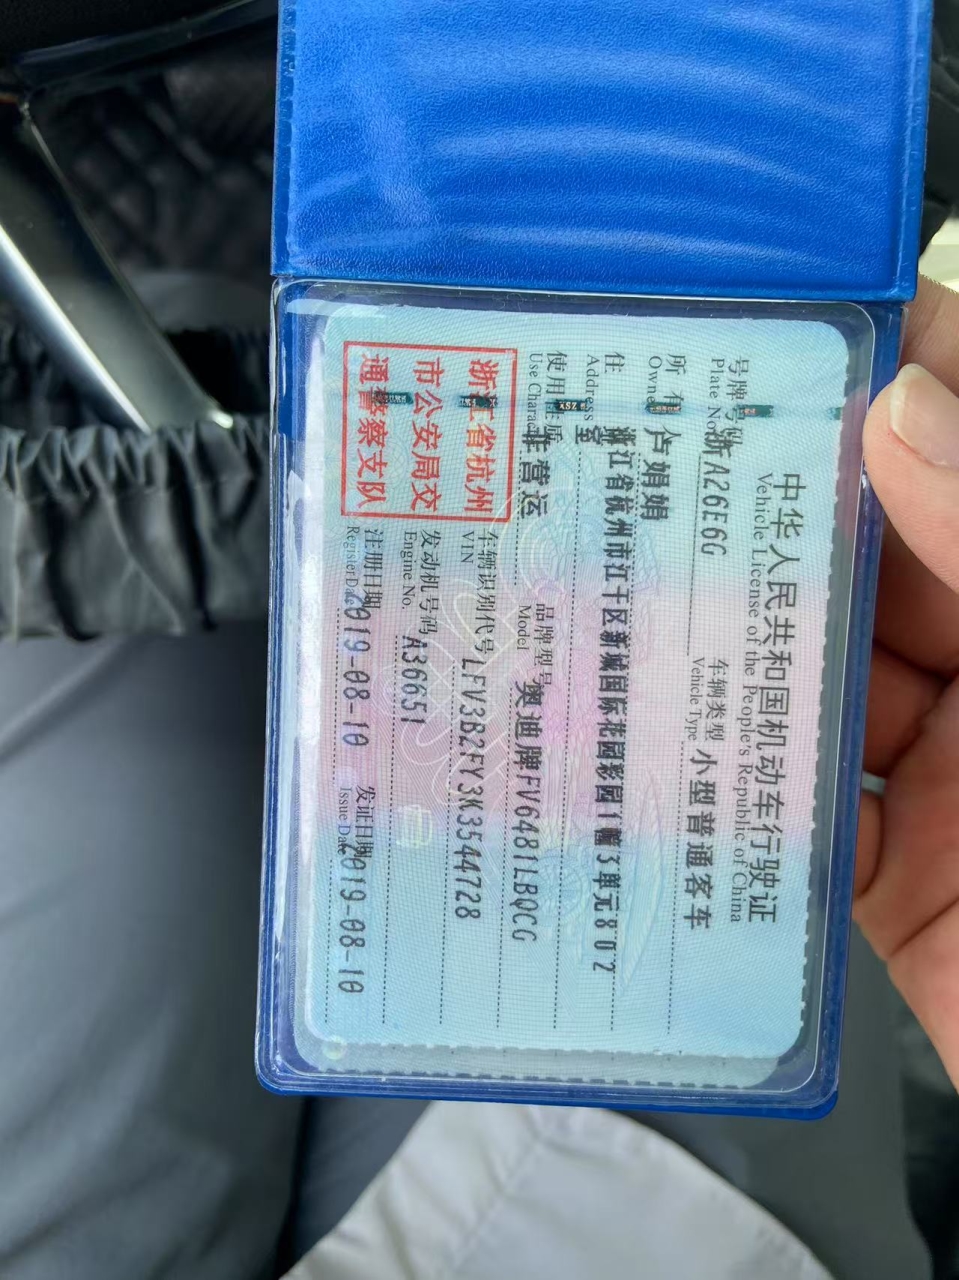 中华人民共和国机动车行驶证
Vehicle License of the People's Republic of China
号牌号码 浙A26E6G 车辆类型 小型普通客车
Plate No. Vehicle Type
所有人 卢娟娟
Owner
住址 浙江省杭州市江干区新城国际花园彩园1幢3单元802
Address 室
使用性质 非营运 品牌型号 奥迪牌FV6481LBQCG
Use Character Model
浙江省杭州
市公安局交
通警察支队
车辆识别代号 LFV3B2FY3K3544728
VIN
发动机号码 A36651
Engine No.
注册日期 2019-08-10 发证日期 2019-08-10
Register Date Issue Date